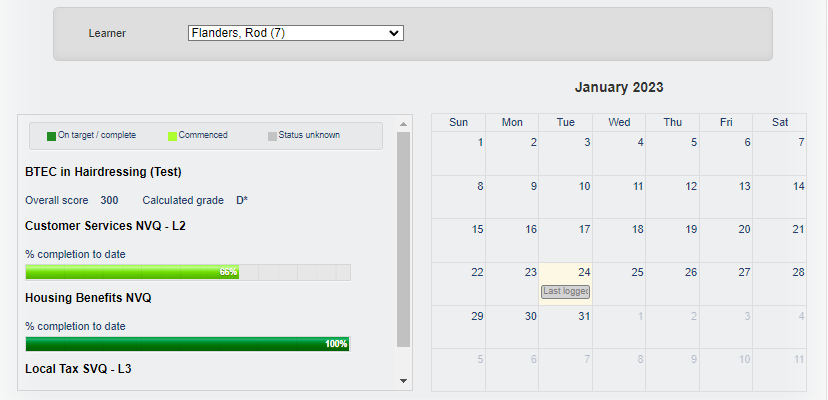 Learner Flanders, Rod (7)
January 2023
On target / complete Commenced Status unknown
BTEC in Hairdressing (Test)
Overall score 300 Calculated grade D*
Customer Services NVQ - L2
% completion to date
66%
Housing Benefits NVQ
% completion to date
100%
Local Tax SVQ - L3
Sun Mon Tue Wed Thu Fri Sat
1 2 3 4 5 6 7
8 9 10 11 12 13 14
15 16 17 18 19 20 21
22 23 24 25 26 27 28
Last logged
29 30 31 1 2 3 4
5 6 7 8 9 10 11